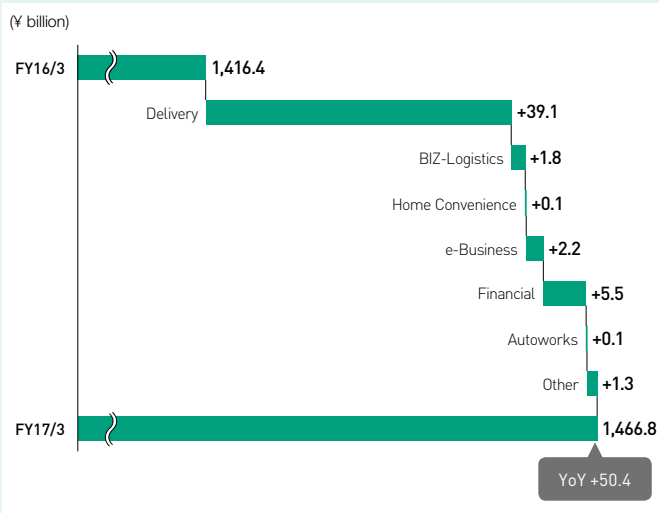 (¥ billion)
FY16/3 1,416.4
Delivery +39.1
BIZ-Logistics +1.8
Home Convenience +0.1
e-Business +2.2
Financial +5.5
Autoworks +0.1
Other +1.3
FY17/3 1,466.8
YoY +50.4